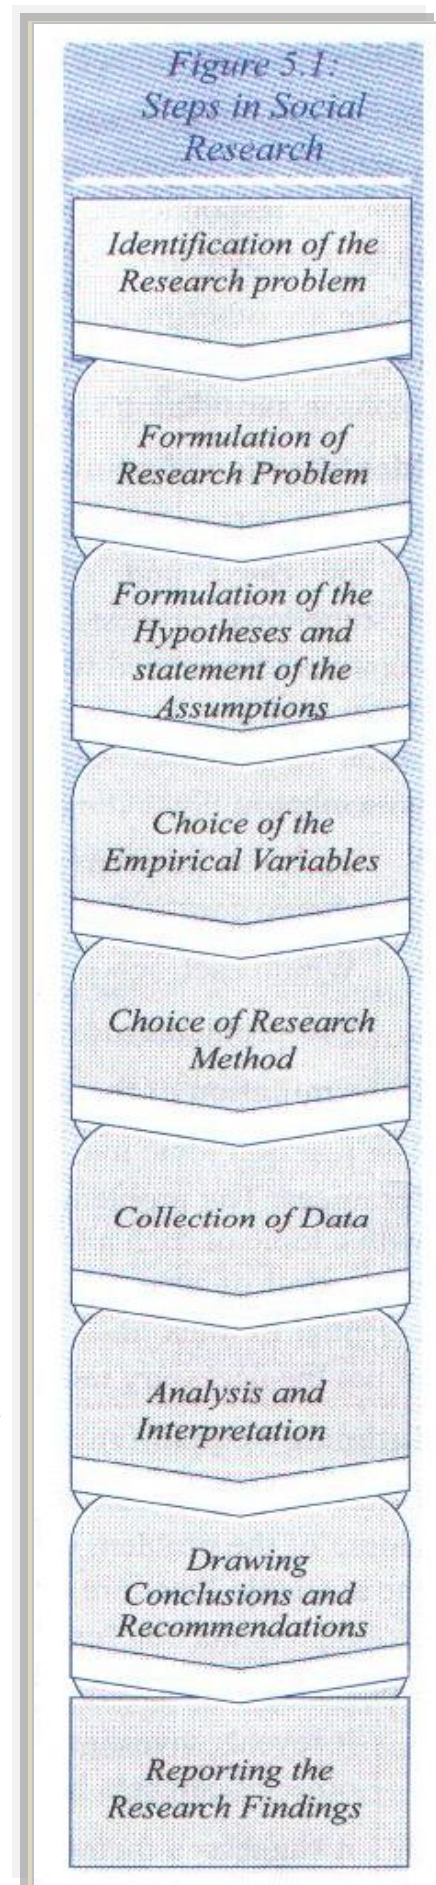 Figure 5.1:
Steps in Social
Research
Identification of the
Research problem
Formulation of
Research Problem
Formulation of the
Hypotheses and
statement of the
Assumptions
Choice of the
Empirical Variables
Choice of Research
Method
Collection of Data
Analysis and
Interpretation
Drawing
Conclusions and
Recommendations
Reporting the
Research Findings